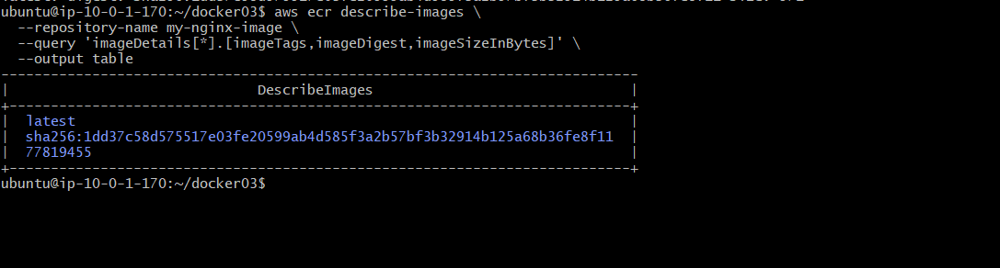 ubuntu@ip-10-0-1-170:~/docker03$ aws ecr describe-images \
  --repository-name my-nginx-image \
  --query 'imageDetails[*].[imageTags,imageDigest,imageSizeInBytes]' \
  --output table
-----------------------------------------------------------------------------
|                              DescribeImages                               |
+---------------------------------------------------------------------------+
|  latest                                                                   |
|  sha256:1dd37c58d575517e03fe20599ab4d585f3a2b57bf3b32914b125a68b36fe8f11  |
|  77819455                                                                 |
+---------------------------------------------------------------------------+
ubuntu@ip-10-0-1-170:~/docker03$